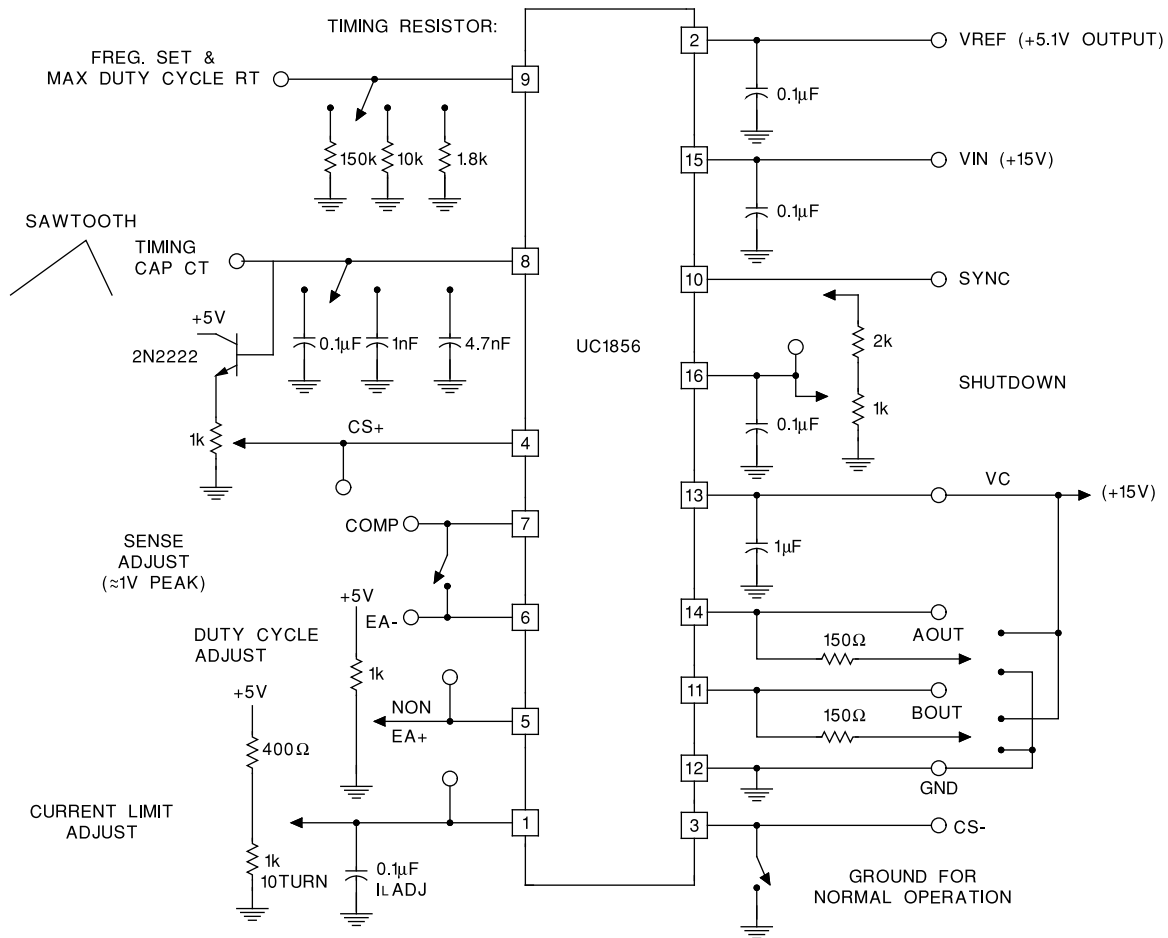 TIMING RESISTOR:
FREG. SET &
MAX DUTY CYCLE RT
9
150k
10k
1.8k
SAWTOOTH
TIMING
CAP CT
8
+5V
2N2222
0.1µF
1nF
4.7nF
1k
CS+
4
COMP
7
SENSE
ADJUST
(≈1V PEAK)
+5V
EA-
6
DUTY CYCLE
ADJUST
1k
+5V
NON
EA+
5
400Ω
CURRENT LIMIT
ADJUST
1
1k
10TURN
0.1µF
ILADJ
UC1856
2
VREF (+5.1V OUTPUT)
0.1µF
15
VIN (+15V)
0.1µF
10
SYNC
2k
16
SHUTDOWN
0.1µF
1k
13
VC
(+15V)
1µF
14
AOUT
150Ω
11
BOUT
150Ω
12
GND
3
CS-
GROUND FOR
NORMAL OPERATION